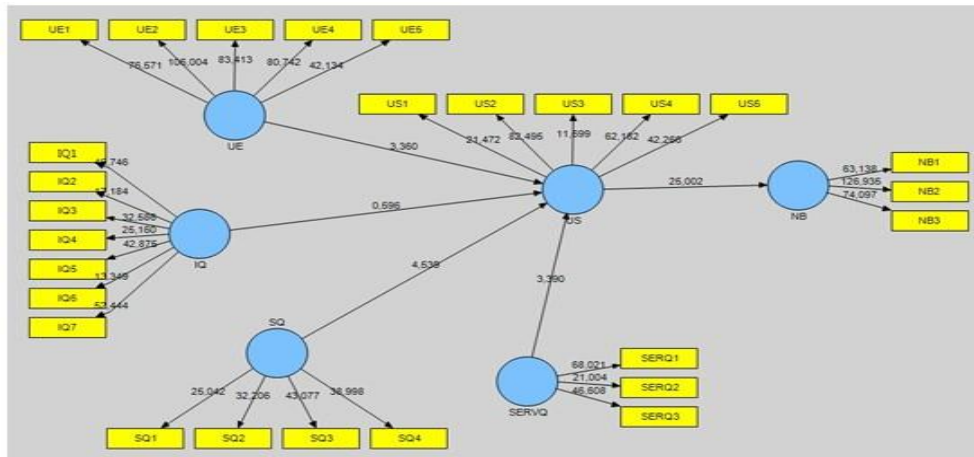 UE1 UE2 UE3 UE4 UE5
76,571 106,004 83,413 80,742 42,134
UE
US1 US2 US3 US4 US5
21,472 82,495 11,699 62,182 42,266
3,360
IQ1
IQ2
IQ3
IQ4
IQ5
IQ6
IQ7
32,566
25,160
42,875
13,349
52,444
IQ
0,696
US
25,002
NB
63,138
126,936
74,097
NB1
NB2
NB3
4,539
3,390
SQ
25,042 32,206 43,077 38,998
SQ1 SQ2 SQ3 SQ4
SERVQ
68,021
21,004
46,608
SERQ1
SERQ2
SERQ3